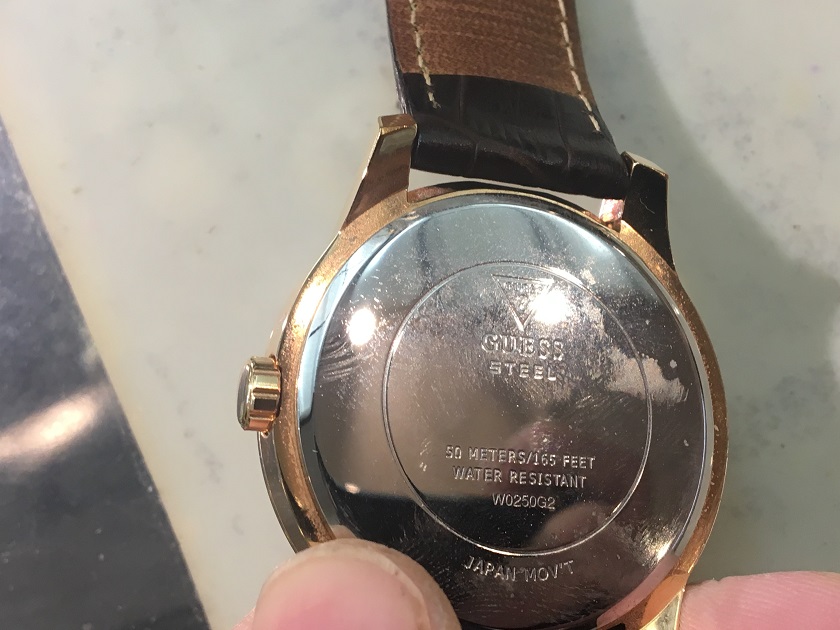 GUESS
STEEL
50 METERS/165 FEET
WATER RESISTANT
W0250G2
JAPAN MOV'T